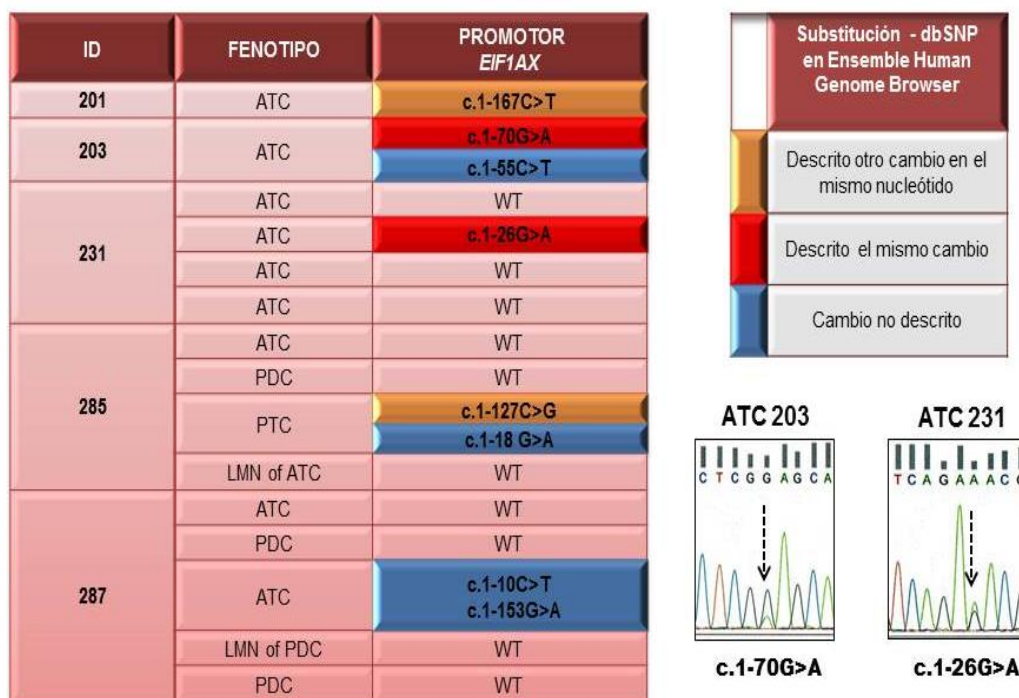 ID FENOTIPO PROMOTOR
EIF1AX
201 ATC c.1-167C>T
203 ATC c.1-70G>A
c.1-55C>T
231 ATC WT
ATC c.1-26G>A
ATC WT
ATC WT
285 ATC WT
PDC WT
PTC c.1-127C>G
c.1-18 G>A
LMN of ATC WT
287 ATC WT
PDC WT
ATC c.1-10C>T
c.1-153G>A
LMN of PDC WT
PDC WT
Substitución - dbSNP
en Ensemble Human
Genome Browser
Descrito otro cambio en el
mismo nucleótido
Descrito el mismo cambio
Cambio no descrito
ATC 203
C T C G G A G C A
c.1-70G>A
ATC 231
T C A G A A A C
c.1-26G>A